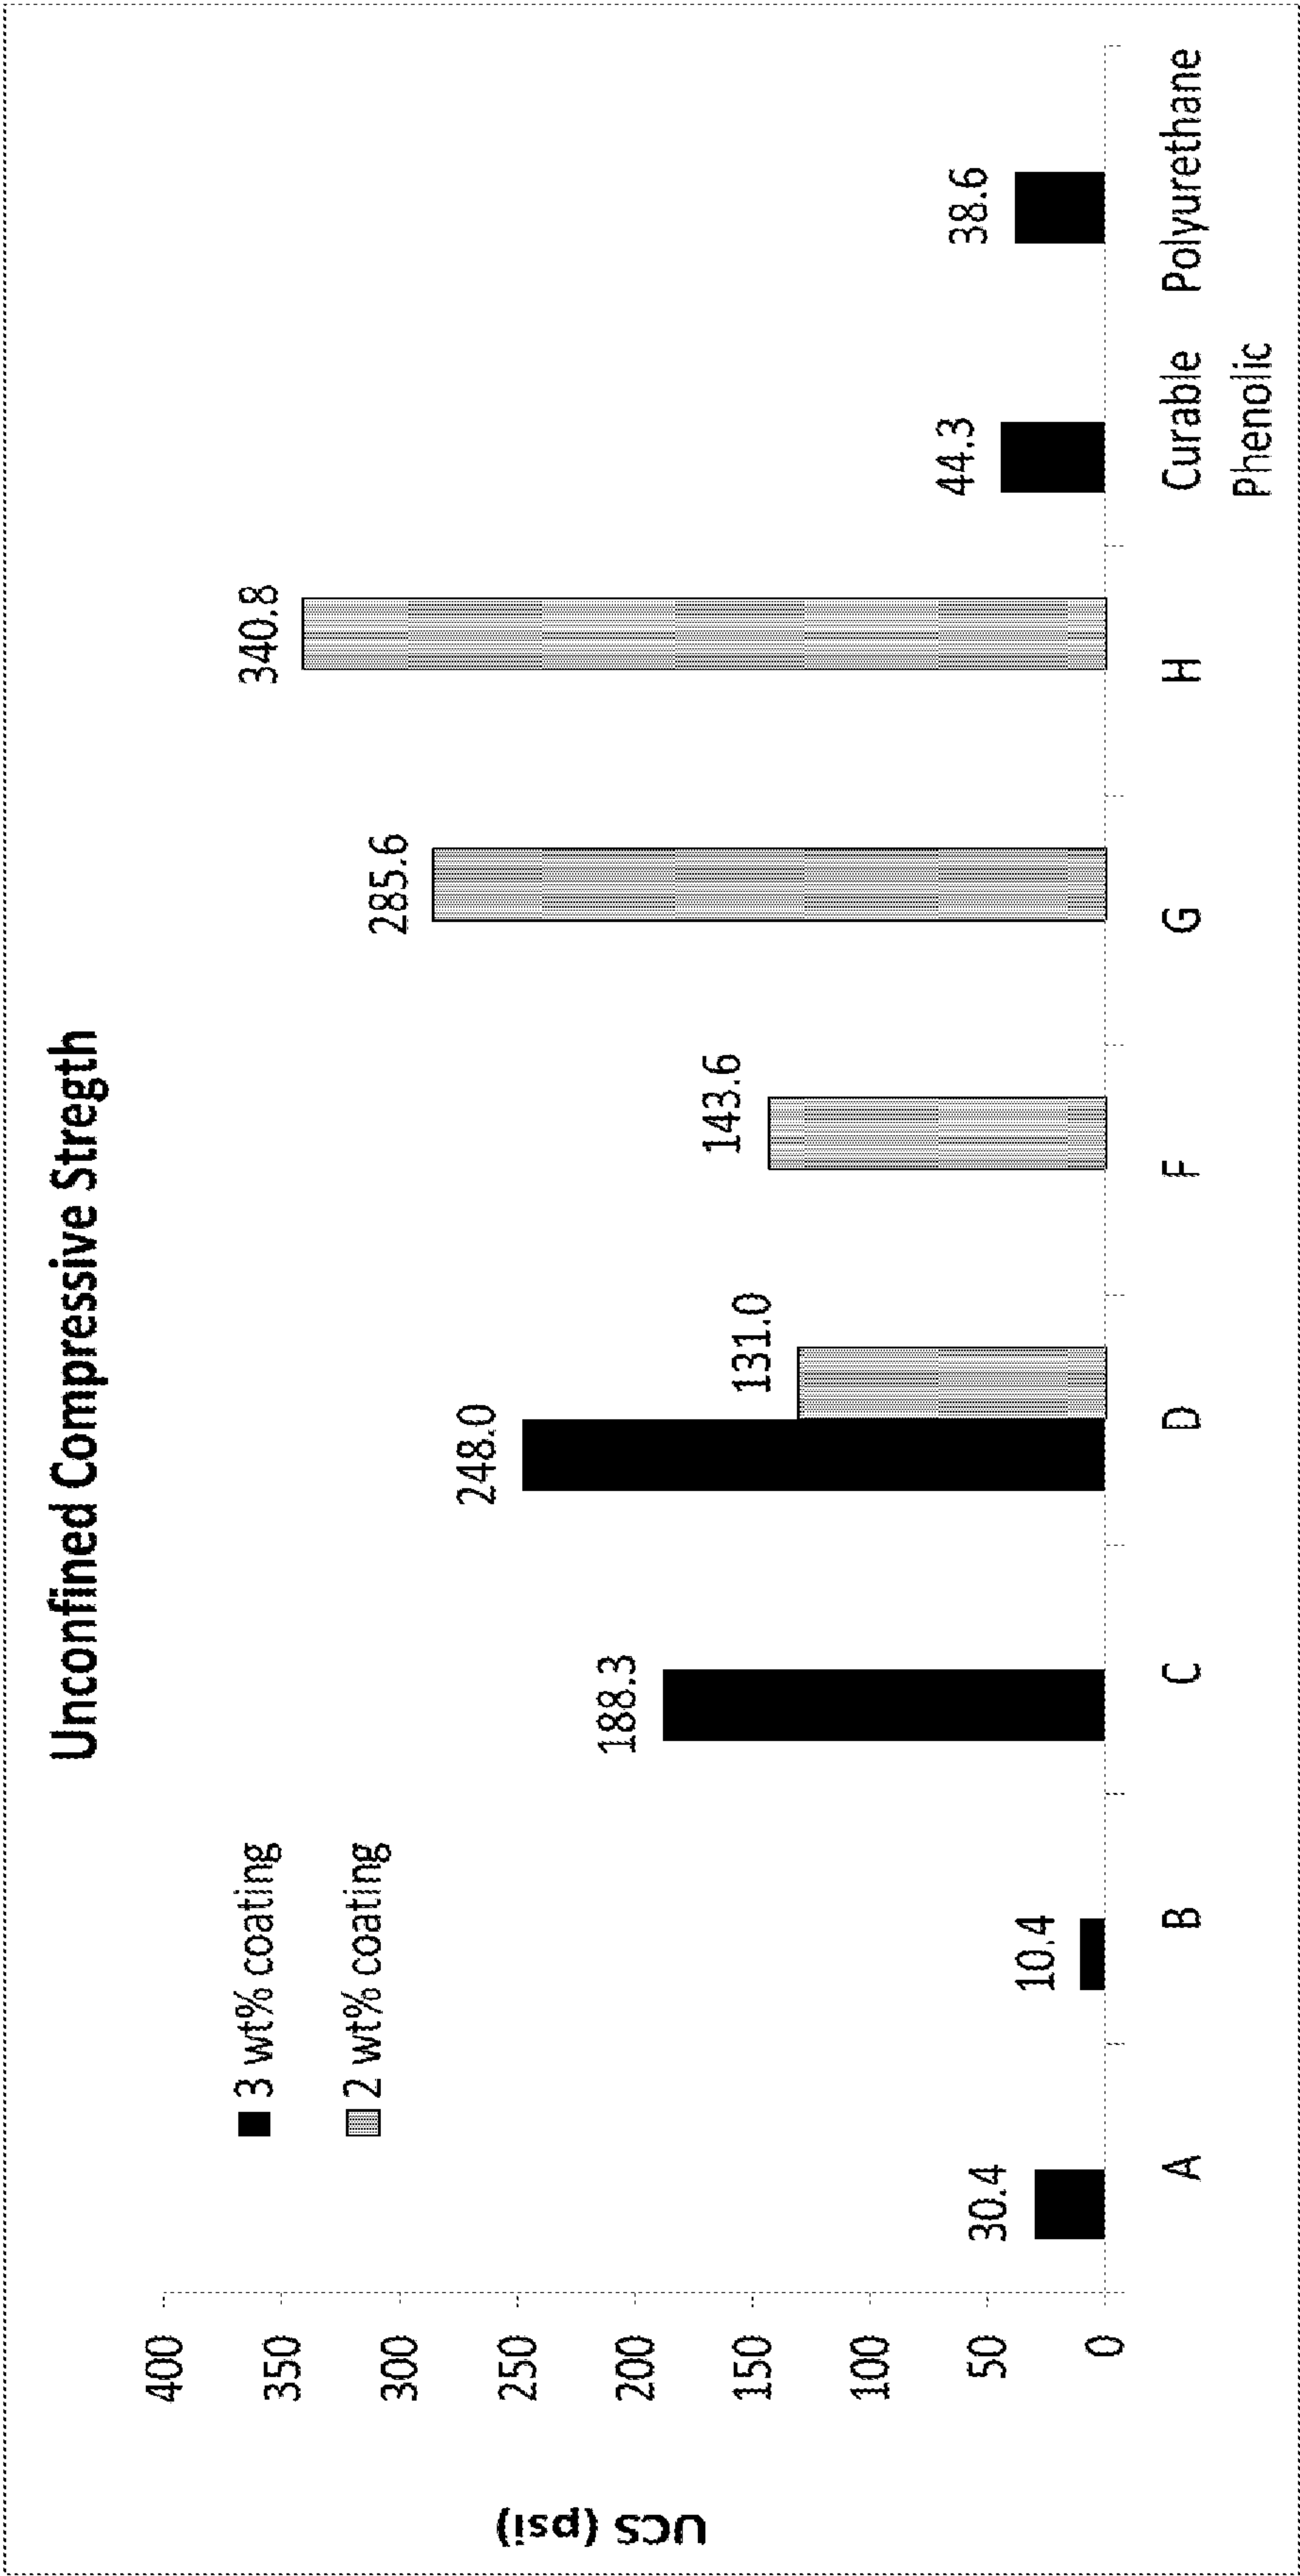 Unconfined Compressive Stregth
3 wt% coating
2 wt% coating
UCS (psi)
400
350
300
250
200
150
100
50
0
30.4
10.4
188.3
248.0
131.0
143.6
285.6
340.8
44.3
38.6
A
B
C
D
F
G
H
Curable
Phenolic
Polyurethane